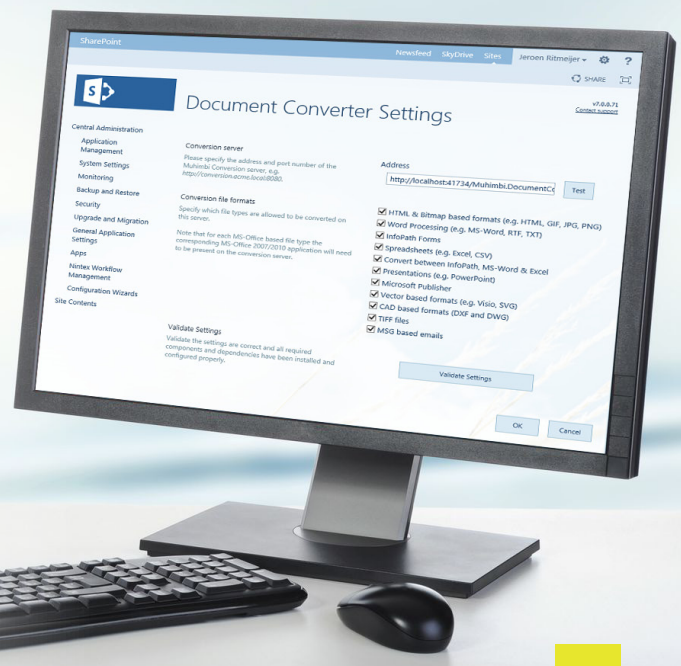 SharePoint
Newsfeed SkyDrive Sites Jeroen Ritmeijer ?
SHARE
S
Document Converter Settings
v7.0.0.71
Contact support
Central Administration
Application
Management
System Settings
Monitoring
Backup and Restore
Security
Upgrade and Migration
General Application
Settings
Apps
Nintex Workflow
Management
Configuration Wizards
Site Contents
Conversion server
Please specify the address and port number of the
Muhimbi Conversion server, e.g.
http://conversion.acme.local:8080.
Address
http://localhost:41734/Muhimbi.DocumentCo
Test
Conversion file formats
Specify which file types are allowed to be converted on
this server.
Note that for each MS-Office based file type the
corresponding MS-Office 2007/2010 application will need
to be present on the conversion server.
HTML & Bitmap based formats (e.g. HTML, GIF, JPG, PNG)
Word Processing (e.g. MS-Word, RTF, TXT)
InfoPath Forms
Spreadsheets (e.g. Excel, CSV)
Convert between InfoPath, MS-Word & Excel
Presentations (e.g. PowerPoint)
Microsoft Publisher
Vector based formats (e.g. Visio, SVG)
CAD based formats (DXF and DWG)
TIFF files
MSG based emails
Validate Settings
Validate the settings are correct and all required
components and dependencies have been installed and
configured properly.
Validate Settings
OK
Cancel